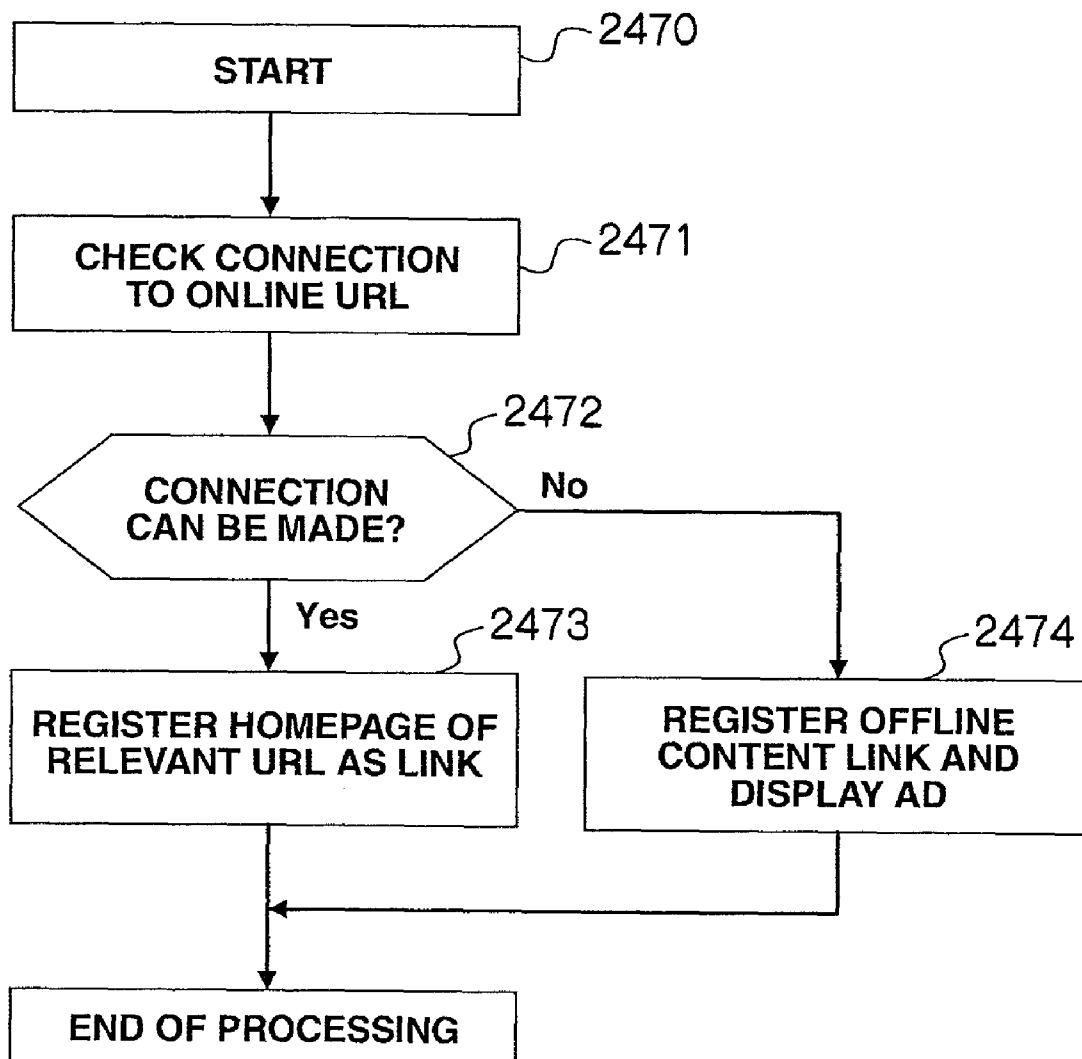 START
2470
CHECK CONNECTION
TO ONLINE URL
2471
CONNECTION
CAN BE MADE?
2472
No
Yes
REGISTER HOMEPAGE OF
RELEVANT URL AS LINK
2473
REGISTER OFFLINE
CONTENT LINK AND
DISPLAY AD
2474
END OF PROCESSING